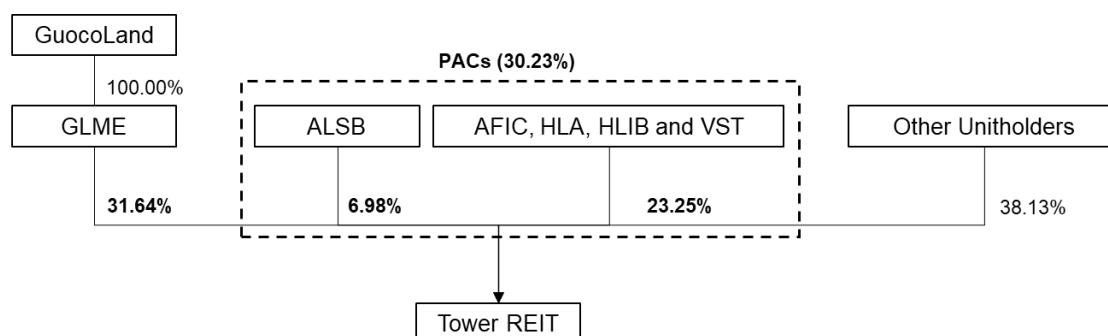 GuocoLand
PACs (30.23%)
100.00%
GLME
ALSB
AFIC, HLA, HLIB and VST
Other Unitholders
31.64%
6.98%
23.25%
38.13%
Tower REIT